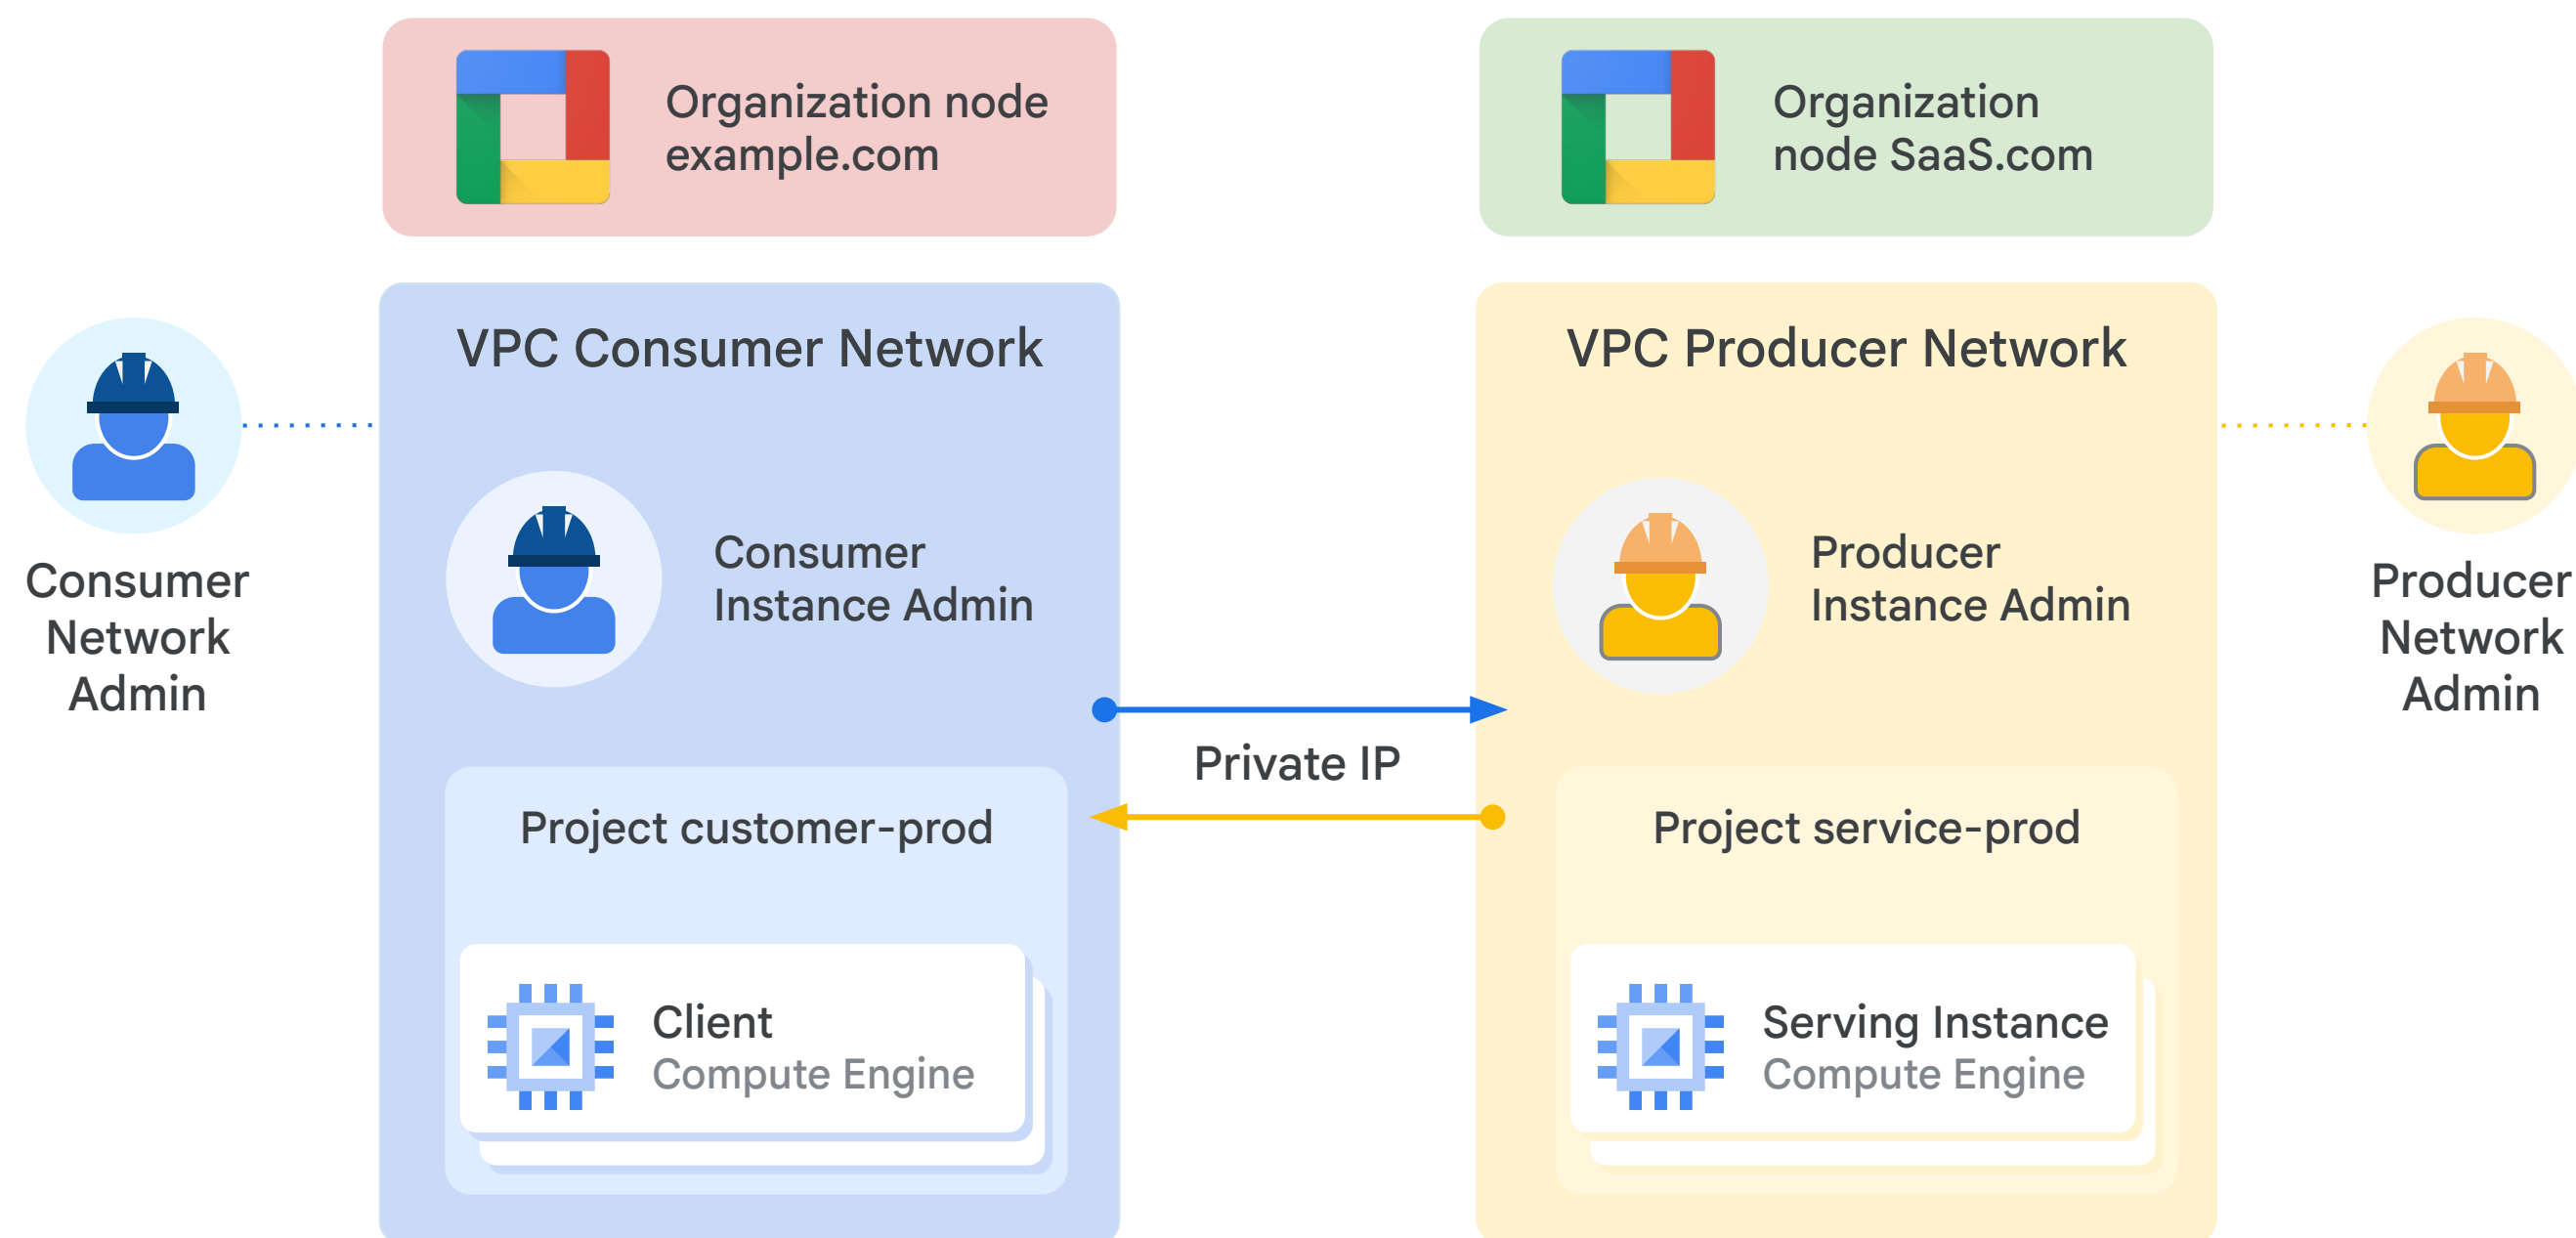 Organization node
example.com
Organization
node SaaS.com
VPC Consumer Network
VPC Producer Network
Consumer
Network
Admin
Consumer
Instance Admin
Producer
Instance Admin
Producer
Network
Admin
Private IP
Project customer-prod
Project service-prod
Client
Compute Engine
Serving Instance
Compute Engine